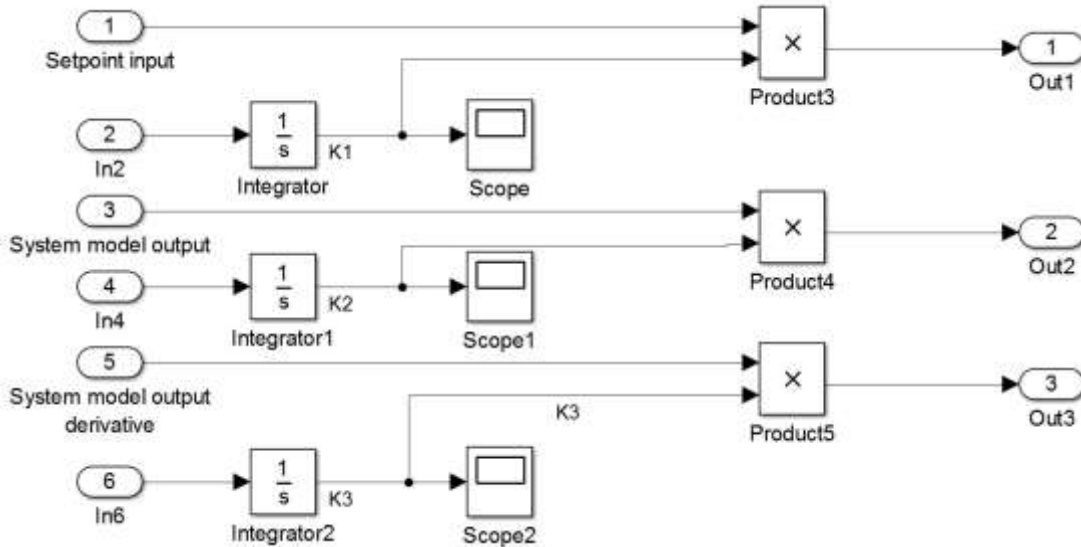 1
Setpoint input
×
Product3
1
Out1
2
In2
1
s
K1
Integrator
Scope
3
System model output
×
Product4
2
Out2
4
In4
1
s
K2
Integrator1
Scope1
5
System model output
derivative
×
Product5
3
Out3
K3
6
In6
1
s
K3
Integrator2
Scope2